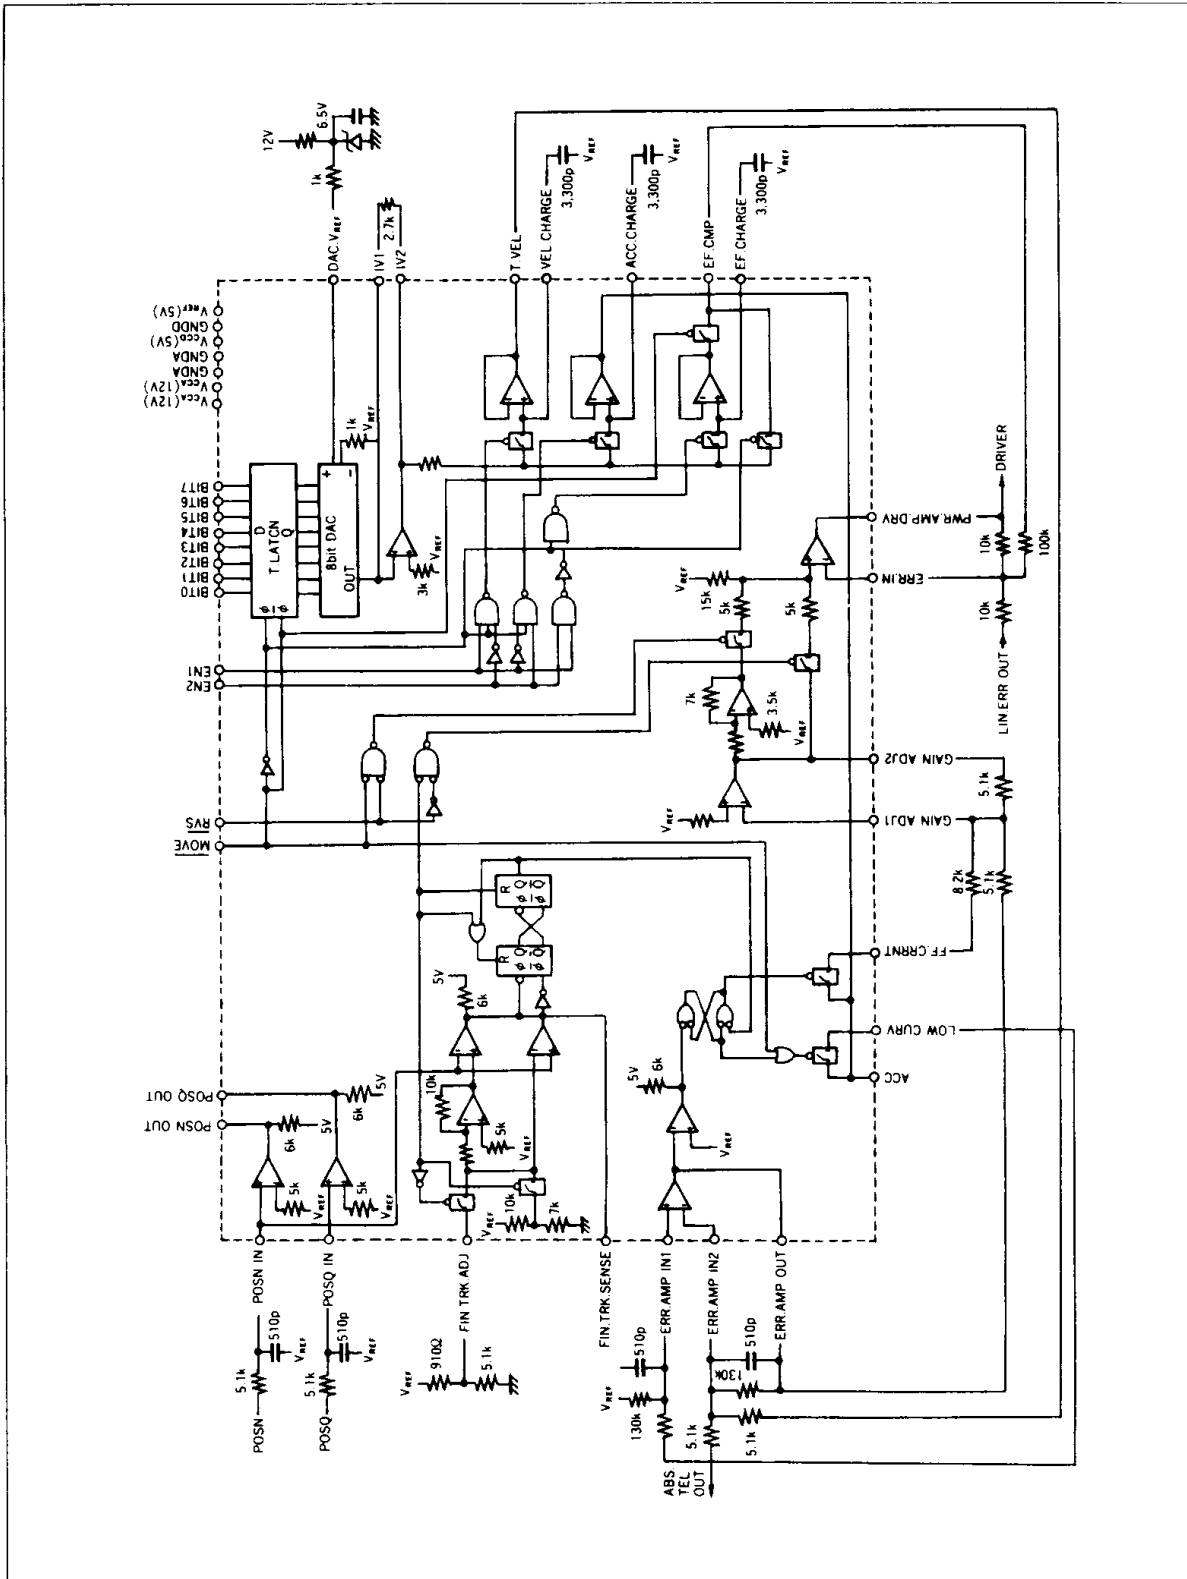 12V
6.5V
1k
DAC.VREF
IV1
2.7k
IV2
T.VEL
VEL.CHARGE
3,300p
VREF
ACC.CHARGE
3,300p
VREF
EF.CMP
EF.CHARGE
3,300p
VREF
VREF(5V)
GNDD
VCCD(5V)
GNDA
GNDA
VCCA(12V)
VCCA(12V)
BIT7
BIT6
BIT5
BIT4
BIT3
BIT2
BIT1
BIT0
D
T.LATCN
Q
φ
φ
+
-
8bit DAC
OUT
1k
VREF
3k
VREF
EN1
EN2
RVS
MOVE
VREF
15k
5k
5k
7k
3.5k
VREF
VREF
PWR.AMP.DRV
DRIVER
10k
100k
ERR.IN
10k
LIN.ERR OUT
GAIN ADJ2
5.1k
GAIN ADJ1
8.2k
5.1k
FF.CRRNT
LOW CURV
ACC
R
φ Q
φ Q
R
φ Q
φ Q
5V
6k
10k
5k
VREF
5V
6k
VREF
POSQ OUT
POSN OUT
6k
5V
6k
5V
5k
VREF
5k
VREF
VREF
10k
7k
POSN IN
POSQ IN
FIN.TRK.ADJ
FIN.TRK.SENSE
ERR.AMP IN1
ERR.AMP IN2
ERR.AMP OUT
510p
VREF
5.1k
POSN
510p
VREF
5.1k
POSQ
VREF
910Ω
5.1k
510p
VREF
130k
510p
130k
5.1k
5.1k
ABS.
TEL
OUT